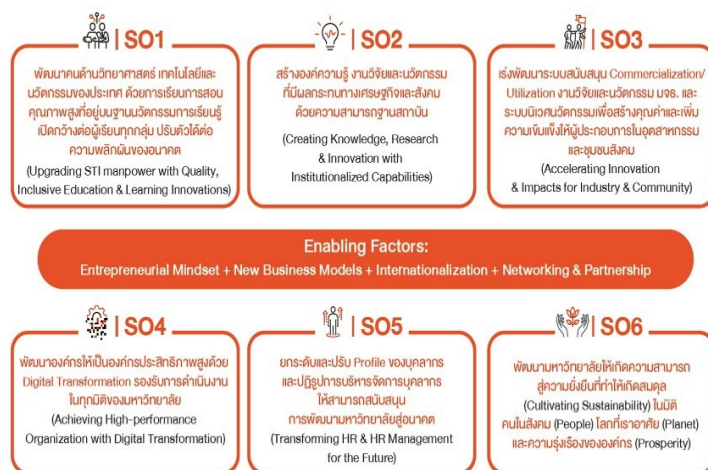 SO1
พัฒนาคนด้านวิทยาศาสตร์ เทคโนโลยีและ
นวัตกรรมของประเทศ ด้วยการเรียนการสอน
คุณภาพสูงที่อยู่บนฐานนวัตกรรมการเรียนรู้
เปิดกว้างต่อผู้เรียนทุกกลุ่ม ปรับตัวได้ต่อ
ความพลิกผันของอนาคต
(Upgrading STI manpower with Quality,
Inclusive Education & Learning Innovations)
SO2
สร้างองค์ความรู้ งานวิจัยและนวัตกรรม
ที่มีผลกระทบทางเศรษฐกิจและสังคม
ด้วยความสามารถฐานสถาบัน
(Creating Knowledge, Research
& Innovation with
Institutionalized Capabilities)
SO3
เร่งพัฒนาระบบสนับสนุน Commercialization/
Utilization งานวิจัยและนวัตกรรม มจธ. และ
ระบบนิเวศนวัตกรรมเพื่อสร้างคุณค่าและเพิ่ม
ความเข้มแข็งให้ผู้ประกอบการในอุตสาหกรรม
และชุมชนสังคม
(Accelerating Innovation
& Impacts for Industry & Community)
Enabling Factors:
Entrepreneurial Mindset + New Business Models + Internationalization + Networking & Partnership
SO4
พัฒนาองค์กรให้เป็นองค์กรประสิทธิภาพสูงด้วย
Digital Transformation รองรับการดำเนินงาน
ในทุกมิติของมหาวิทยาลัย
(Achieving High-performance
Organization with Digital Transformation)
SO5
ยกระดับและปรับ Profile ของบุคลากร
และปฏิรูปการบริหารจัดการบุคลากร
ให้สามารถสนับสนุน
การพัฒนามหาวิทยาลัยสู่อนาคต
(Transforming HR & HR Management
for the Future)
SO6
พัฒนามหาวิทยาลัยให้เกิดความสามารถ
สู่ความยั่งยืนที่ทำให้เกิดสมดุล
(Cultivating Sustainability) ในมิติ
คนในสังคม (People) โลกที่เราอาศัย (Planet)
และความรุ่งเรืองขององค์กร (Prosperity)